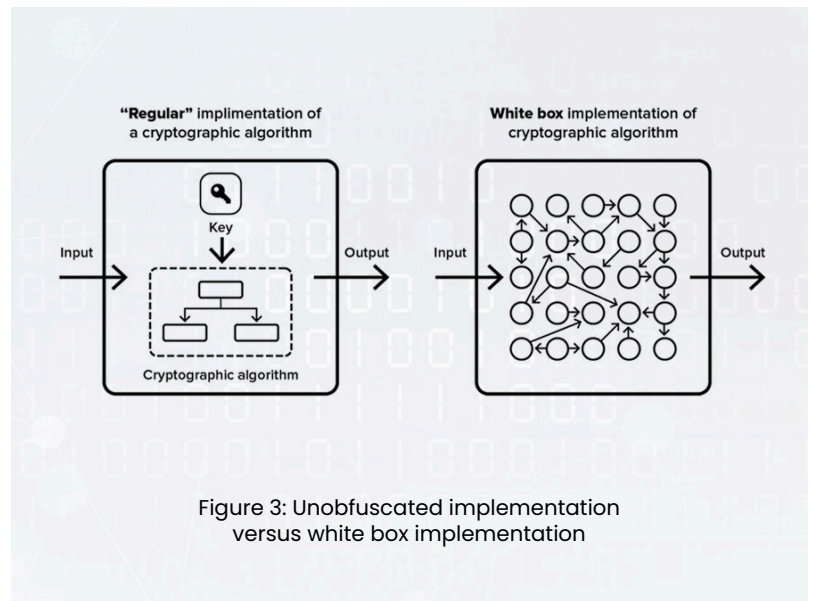 “Regular” implimentation of
a cryptographic algorithm
Key
Input
Output
Cryptographic algorithm
White box implementation of
cryptographic algorithm
Input
Output
Figure 3: Unobfuscated implementation
versus white box implementation